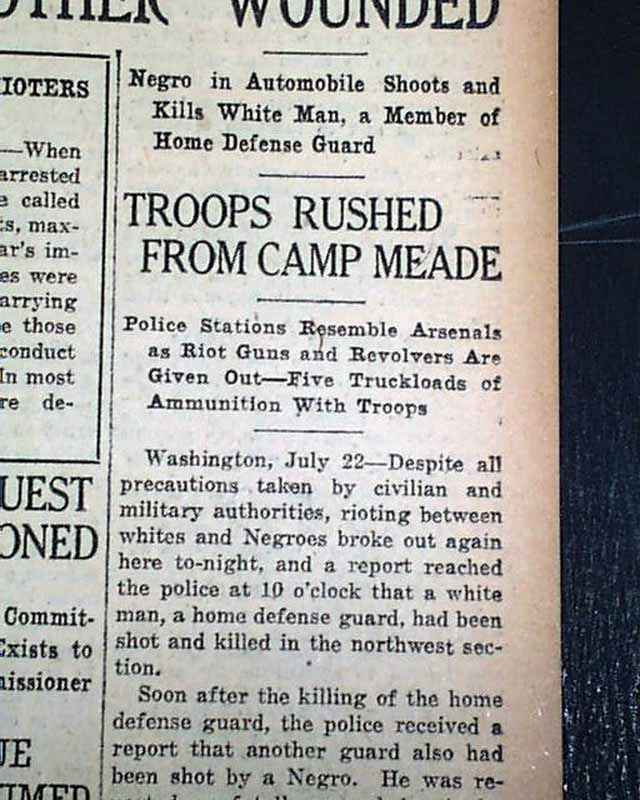 OTHER WOUNDED
IOTERS
—When
arrested
e called
ts, max-
ar's im-
es were
arrying
e those
conduct
In most
re de-
UEST
ONED
Commit-
Exists to
nissioner
UE
TIMED
Negro in Automobile Shoots and
Kills White Man, a Member of
Home Defense Guard
TROOPS RUSHED
FROM CAMP MEADE
Police Stations Resemble Arsenals
as Riot Guns and Revolvers Are
Given Out—Five Truckloads of
Ammunition With Troops
Washington, July 22—Despite all
precautions taken by civilian and
military authorities, rioting between
whites and Negroes broke out again
here to-night, and a report reached
the police at 10 o'clock that a white
man, a home defense guard, had been
shot and killed in the northwest sec-
tion.
Soon after the killing of the home
defense guard, the police received a
report that another guard also had
been shot by a Negro. He was re-